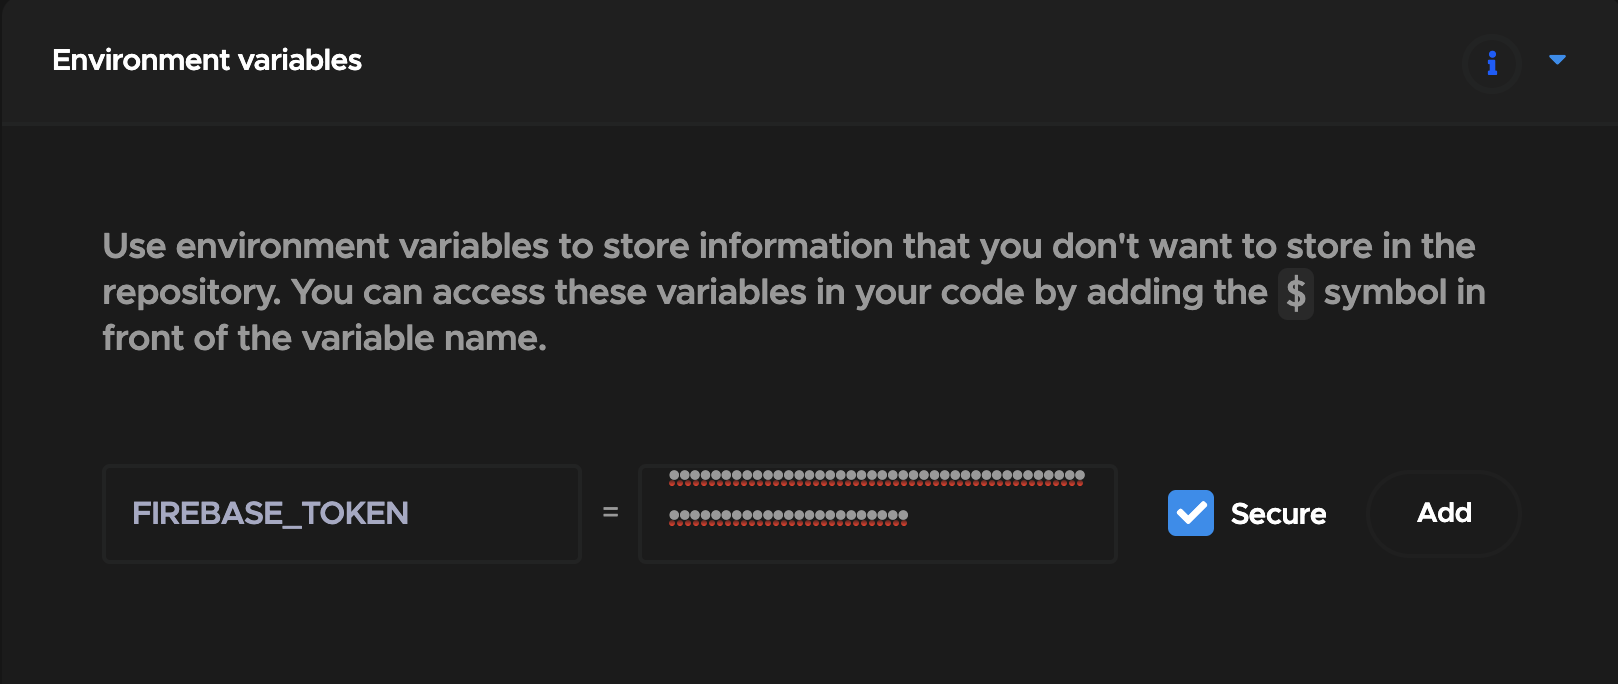 Environment variables
Use environment variables to store information that you don't want to store in the
repository. You can access these variables in your code by adding the $ symbol in
front of the variable name.
FIREBASE_TOKEN = Secure Add